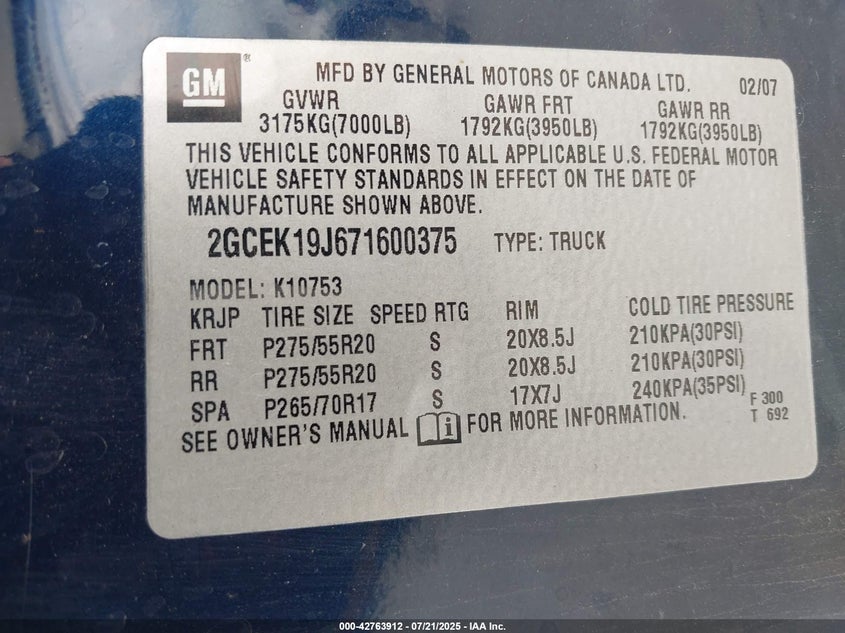 GM ®
MFD BY GENERAL MOTORS OF CANADA LTD. 02/07
GVWR GAWR FRT GAWR RR
3175KG(7000LB) 1792KG(3950LB) 1792KG(3950LB)
THIS VEHICLE CONFORMS TO ALL APPLICABLE U.S. FEDERAL MOTOR
VEHICLE SAFETY STANDARDS IN EFFECT ON THE DATE OF
MANUFACTURE SHOWN ABOVE.
2GCEK19J671600375 TYPE: TRUCK
MODEL: K10753
KRJP TIRE SIZE SPEED RTG RIM COLD TIRE PRESSURE
FRT P275/55R20 S 20X8.5J 210KPA(30PSI)
RR P275/55R20 S 20X8.5J 210KPA(30PSI)
SPA P265/70R17 S 17X7J 240KPA(35PSI) F 300
SEE OWNER'S MANUAL i FOR MORE INFORMATION. T 692
000-42763912 - 07/21/2025 - IAA Inc.